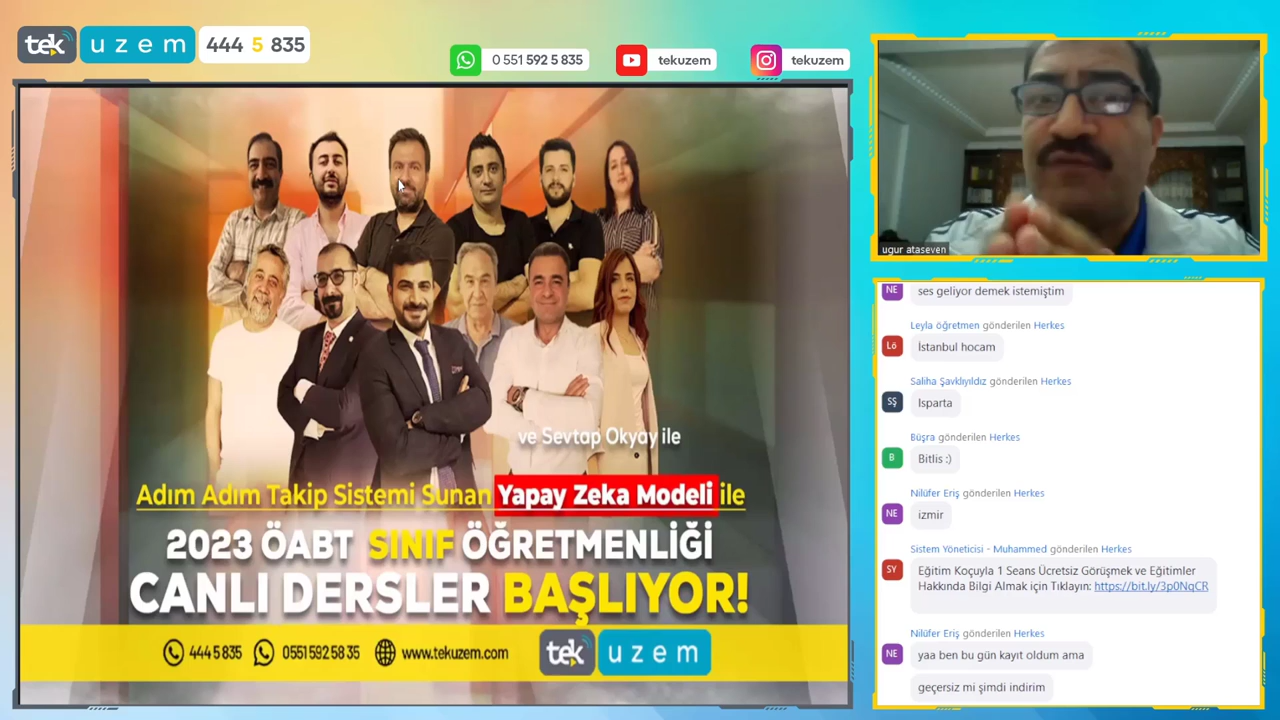 tek uzem 444 5 835
0 551 592 5 835
tekuzem
tekuzem
ve Sevtap Okyay ile
Adım Adım Takip Sistemi Sunan Yapay Zeka Modeli ile
2023 ÖABT SINIF ÖĞRETMENLİĞİ
CANLI DERSLER BAŞLIYOR!
444 5 835 0551 592 58 35 www.tekuzem.com tek uzem
ugur ataseven
NE ses geliyor demek istemiştim
Leyla öğretmen gönderilen Herkes
Lö İstanbul hocam
Saliha Şavklıyıldız gönderilen Herkes
SŞ Isparta
Büşra gönderilen Herkes
B Bitlis :)
Nilüfer Eriş gönderilen Herkes
NE izmir
Sistem Yöneticisi - Muhammed gönderilen Herkes
SY Eğitim Koçuyla 1 Seans Ücretsiz Görüşmek ve Eğitimler
Hakkında Bilgi Almak için Tıklayın: https://bit.ly/3p0NqCR
Nilüfer Eriş gönderilen Herkes
NE yaa ben bu gün kayıt oldum ama
geçersiz mi şimdi indirim